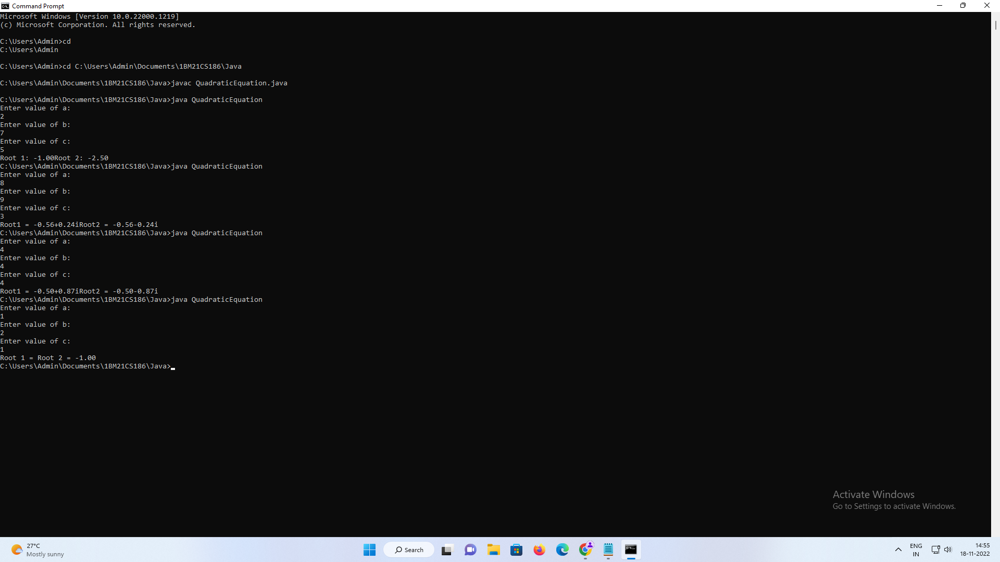 Command Prompt
Microsoft Windows [Version 10.0.22000.1219]
(c) Microsoft Corporation. All rights reserved.
C:\Users\Admin>cd
C:\Users\Admin
C:\Users\Admin>cd C:\Users\Admin\Documents\1BM21CS186\Java
C:\Users\Admin\Documents\1BM21CS186\Java>javac QuadraticEquation.java
C:\Users\Admin\Documents\1BM21CS186\Java>java QuadraticEquation
Enter value of a:
2
Enter value of b:
7
Enter value of c:
5
Root 1: -1.00Root 2: -2.50
C:\Users\Admin\Documents\1BM21CS186\Java>java QuadraticEquation
Enter value of a:
8
Enter value of b:
9
Enter value of c:
3
Root1 = -0.56+0.24iRoot2 = -0.56-0.24i
C:\Users\Admin\Documents\1BM21CS186\Java>java QuadraticEquation
Enter value of a:
4
Enter value of b:
4
Enter value of c:
4
Root1 = -0.50+0.87iRoot2 = -0.50-0.87i
C:\Users\Admin\Documents\1BM21CS186\Java>java QuadraticEquation
Enter value of a:
1
Enter value of b:
2
Enter value of c:
1
Root 1 = Root 2 = -1.00
C:\Users\Admin\Documents\1BM21CS186\Java>
Activate Windows
Go to Settings to activate Windows.
27°C
Mostly sunny
Search
ENG
IN
14:55
18-11-2022